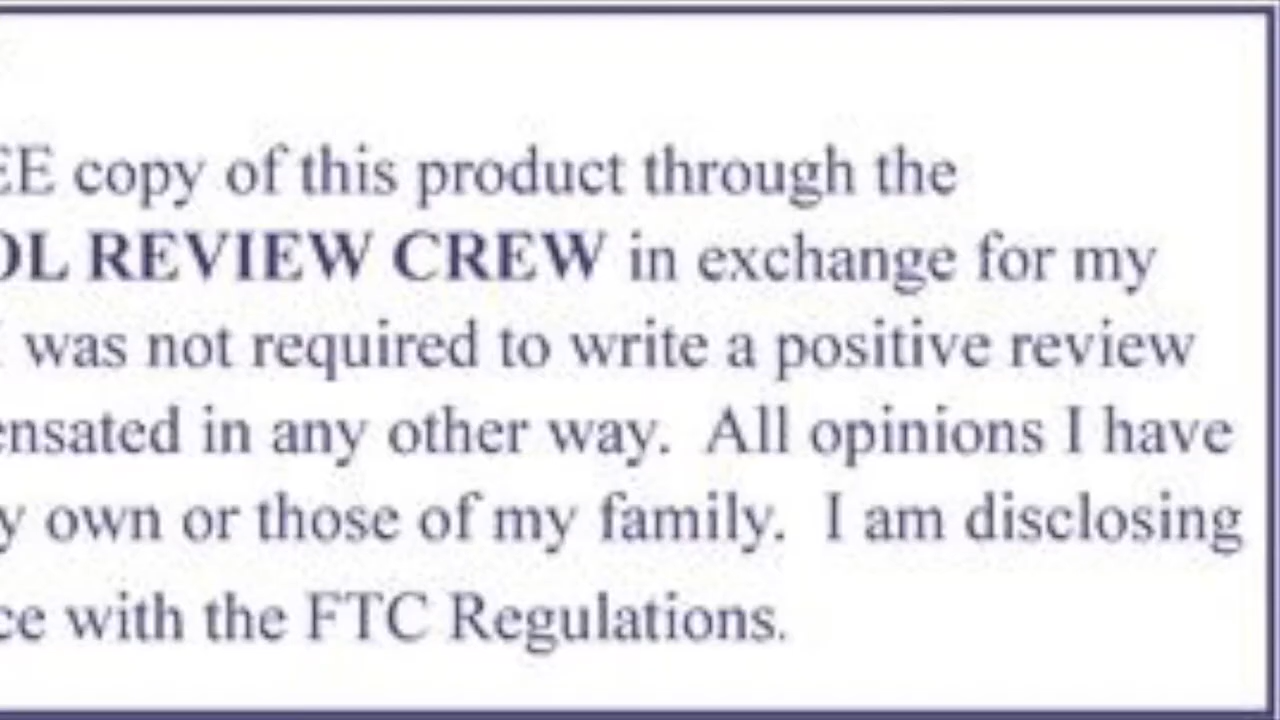 EE copy of this product through the
OL REVIEW CREW in exchange for my
I was not required to write a positive review
ensated in any other way.  All opinions I have
y own or those of my family.  I am disclosing
ce with the FTC Regulations.